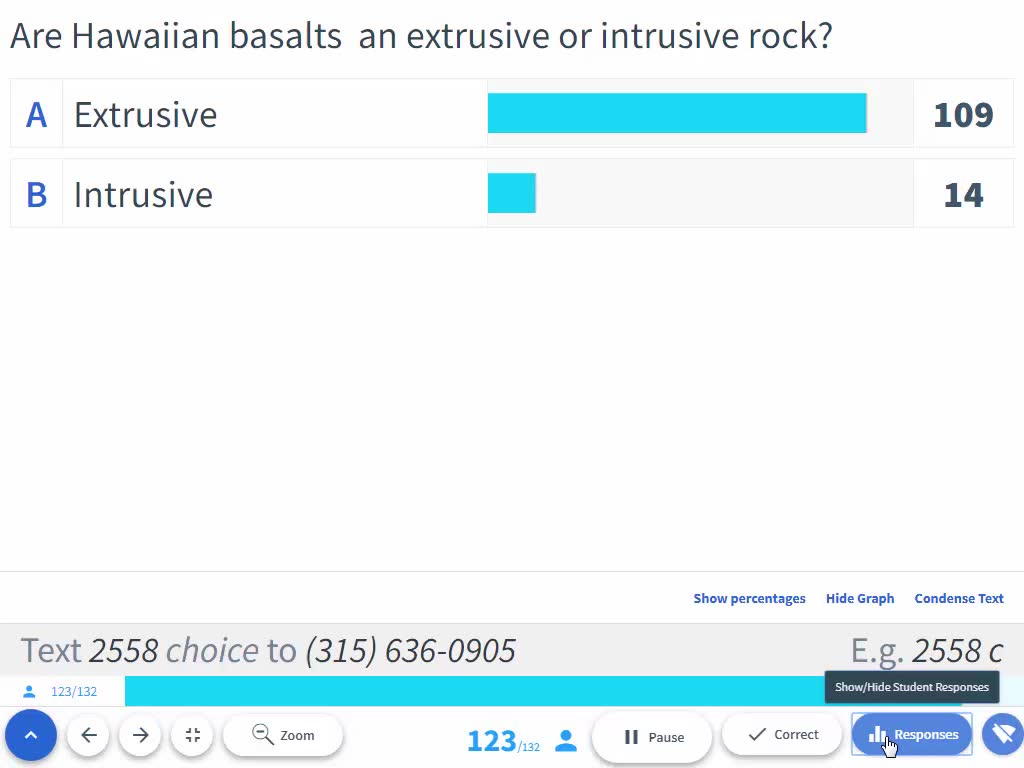 Are Hawaiian basalts  an extrusive or intrusive rock?
A Extrusive 109
B Intrusive 14
Show percentages Hide Graph Condense Text
Text 2558 choice to (315) 636-0905 E.g. 2558 c
123/132
Show/Hide Student Responses
Zoom 123/132 Pause Correct Responses